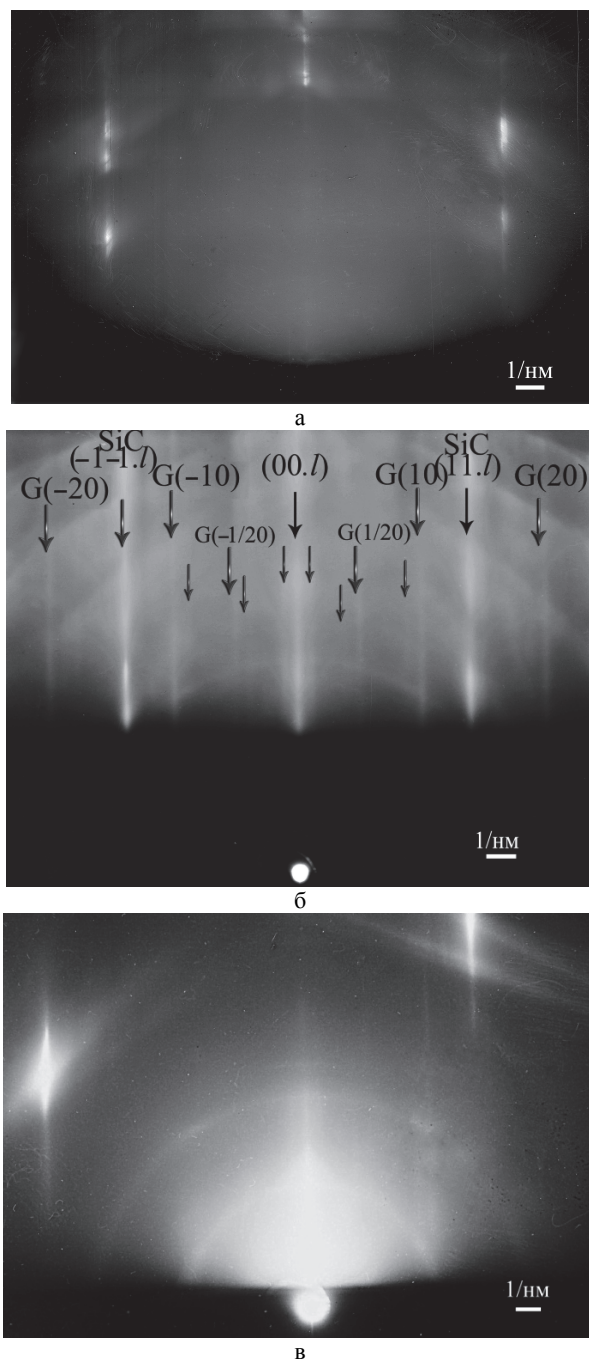 1/нм
а
SiC SiC
(–1–1.l) (00.l) (11.l)
G(–20) G(–10) G(10) G(20)
G(–1/20) G(1/20)
1/нм
б
1/нм
в